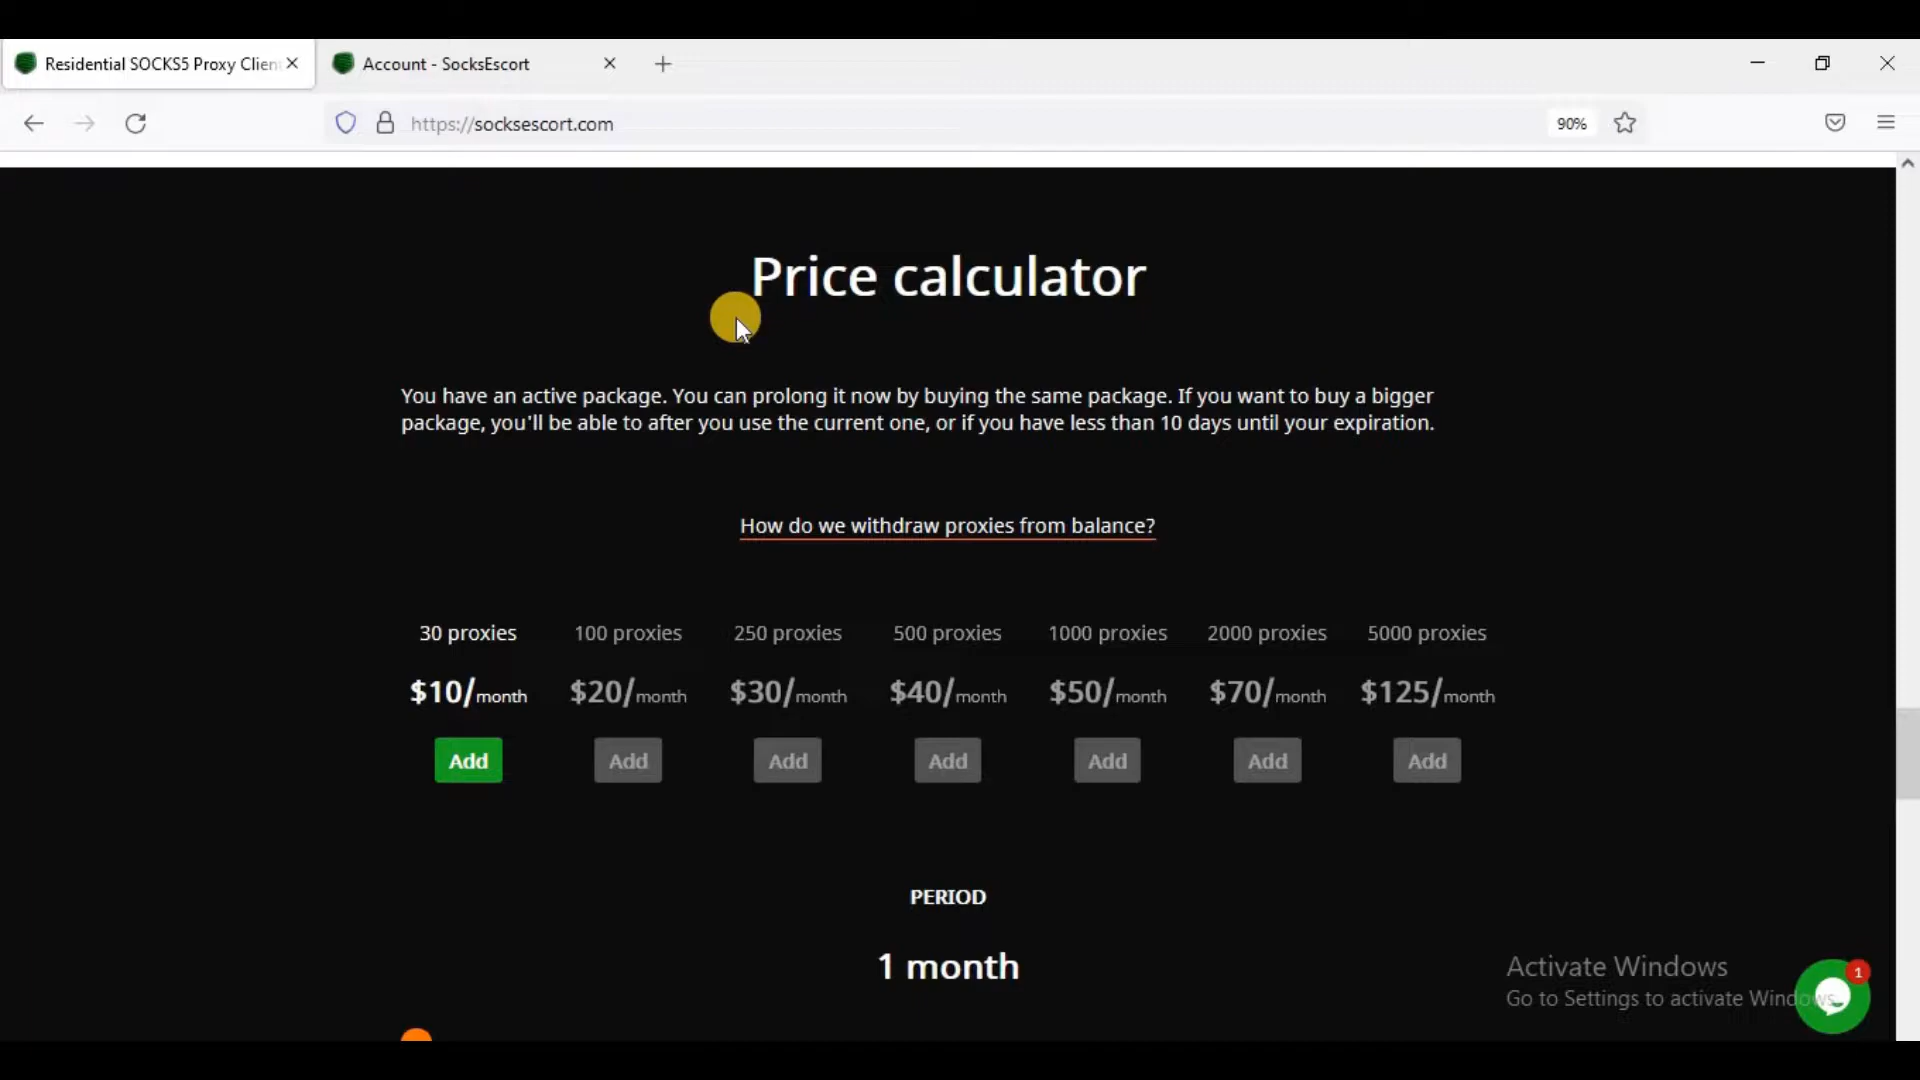 Residential SOCKS5 Proxy Clien
Account - SocksEscort
https://socksescort.com
90%
Price calculator
You have an active package. You can prolong it now by buying the same package. If you want to buy a bigger
package, you'll be able to after you use the current one, or if you have less than 10 days until your expiration.
How do we withdraw proxies from balance?
30 proxies 100 proxies 250 proxies 500 proxies 1000 proxies 2000 proxies 5000 proxies
$10/month $20/month $30/month $40/month $50/month $70/month $125/month
Add Add Add Add Add Add Add
PERIOD
1 month
Activate Windows
Go to Settings to activate Windows.
1